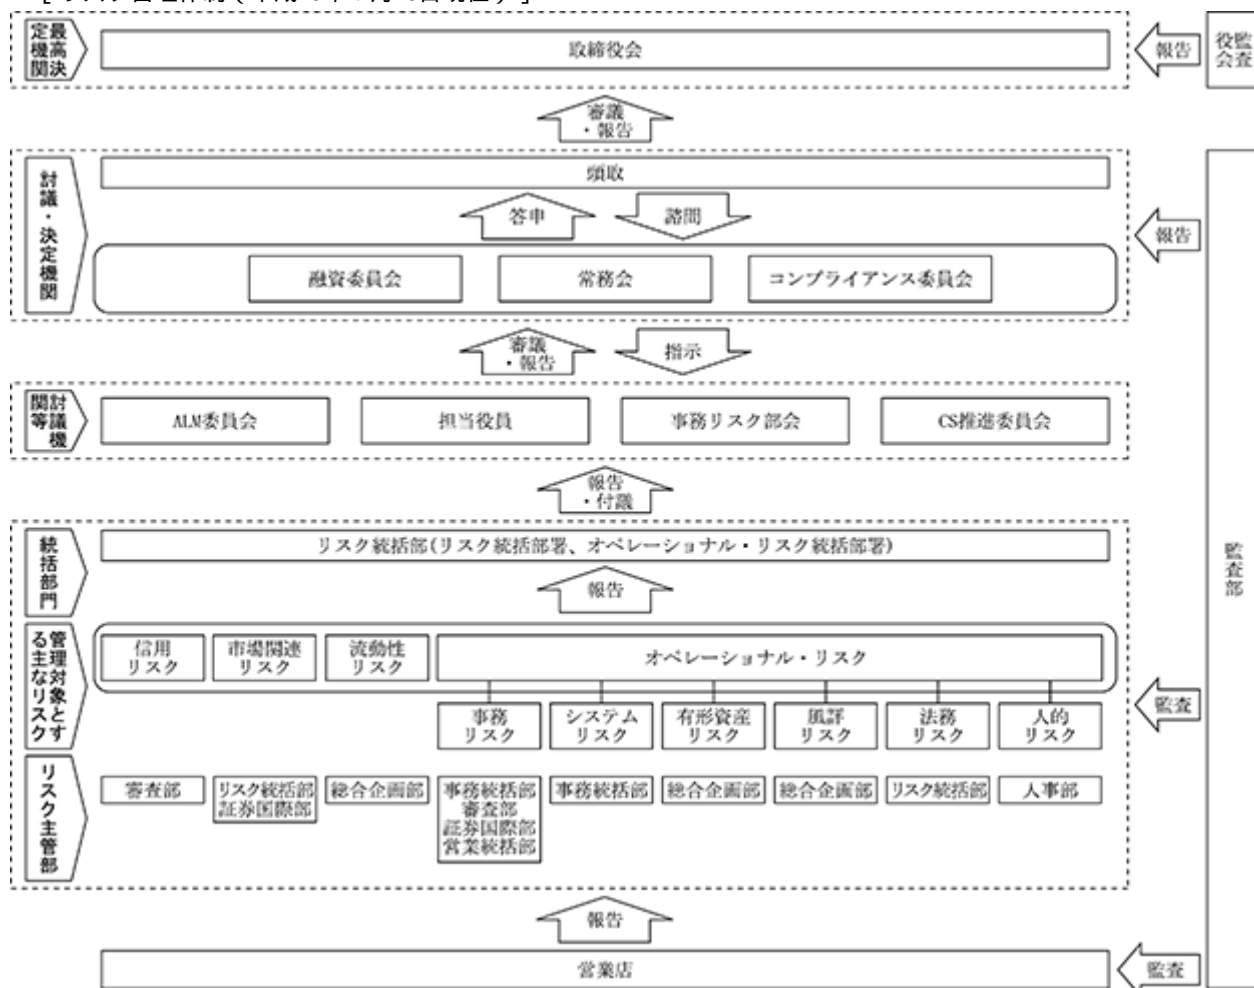 最高決
定機関
取締役会
報告
監査
役会
審議
・報告
討議・決定機関
頭取
答申
諮問
報告
融資委員会
常務会
コンプライアンス委員会
審議
・報告
指示
討議機
関等
ALM委員会
担当役員
事務リスク部会
CS推進委員会
報告
・付議
統括部門
リスク統括部(リスク統括部署、オペレーショナル・リスク統括部署)
報告
監査部
管理対象とす
る主なリスク
信用
リスク
市場関連
リスク
流動性
リスク
オペレーショナル・リスク
事務
リスク
システム
リスク
有形資産
リスク
風評
リスク
法務
リスク
人的
リスク
監査
リスク主管部
審査部
リスク統括部
証券国際部
総合企画部
事務統括部
審査部
証券国際部
営業統括部
事務統括部
総合企画部
総合企画部
リスク統括部
人事部
報告
営業店
監査